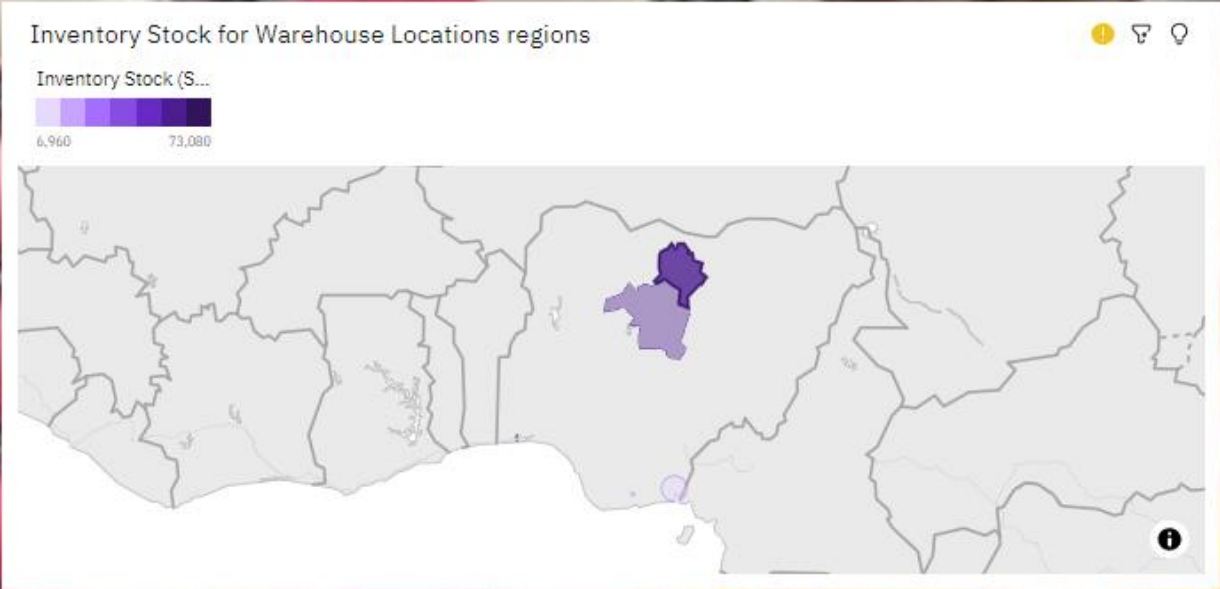 Inventory Stock for Warehouse Locations regions
Inventory Stock (S...
6,960 73,080